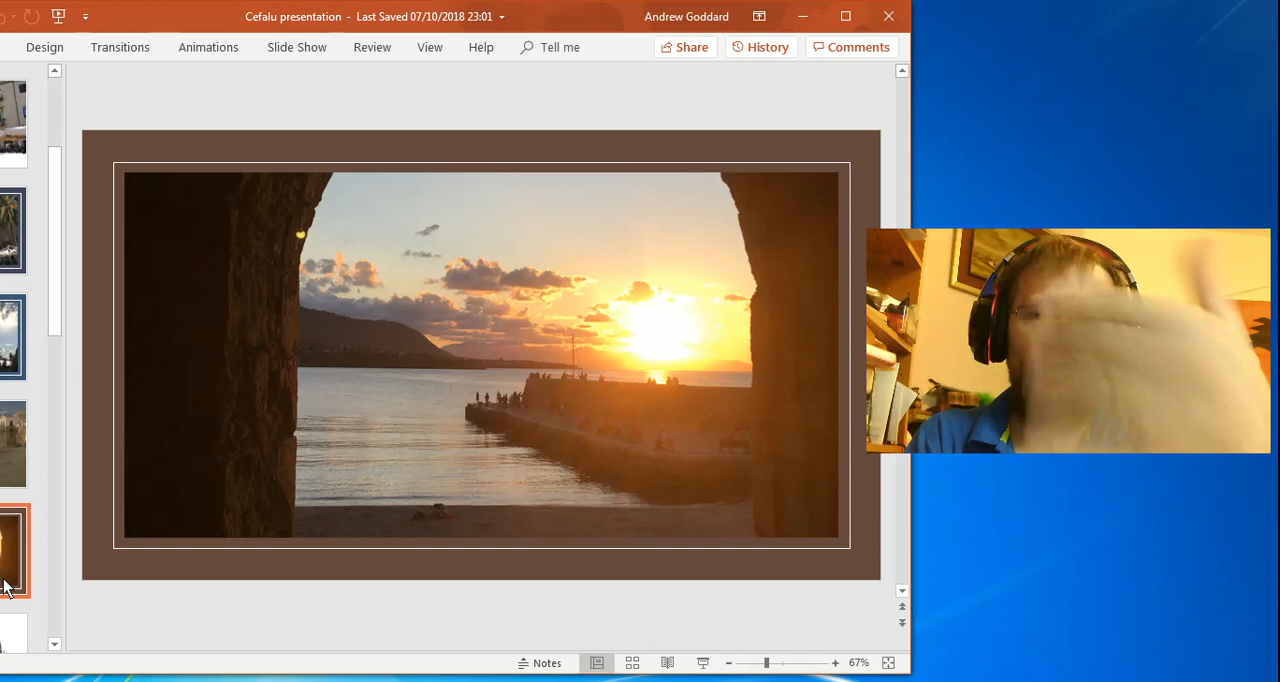 Cefalu presentation - Last Saved 07/10/2018 23:01 Andrew Goddard
Design Transitions Animations Slide Show Review View Help Tell me Share History Comments
Notes 67%